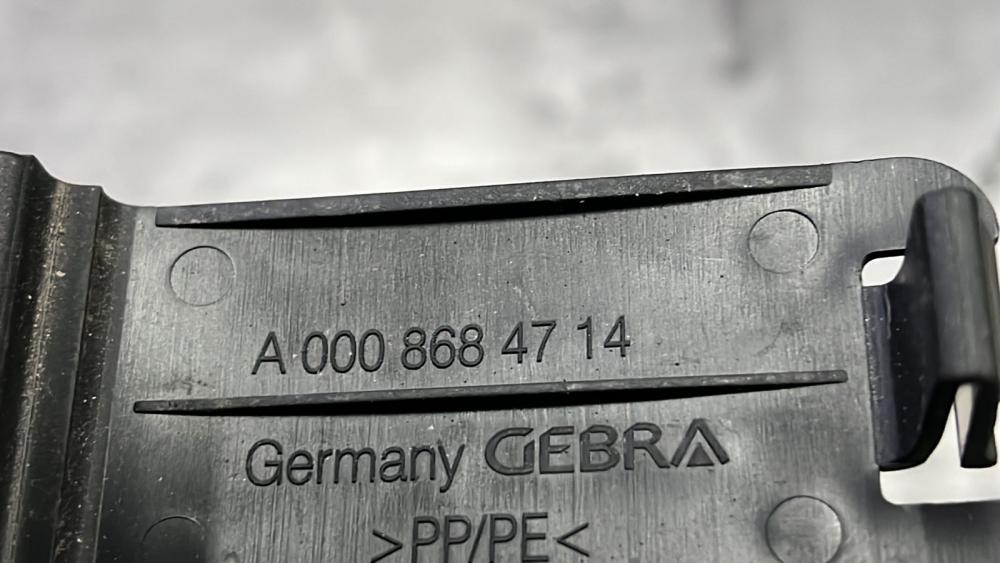 A 000 868 47 14
Germany GEBRA
>PP/PE<